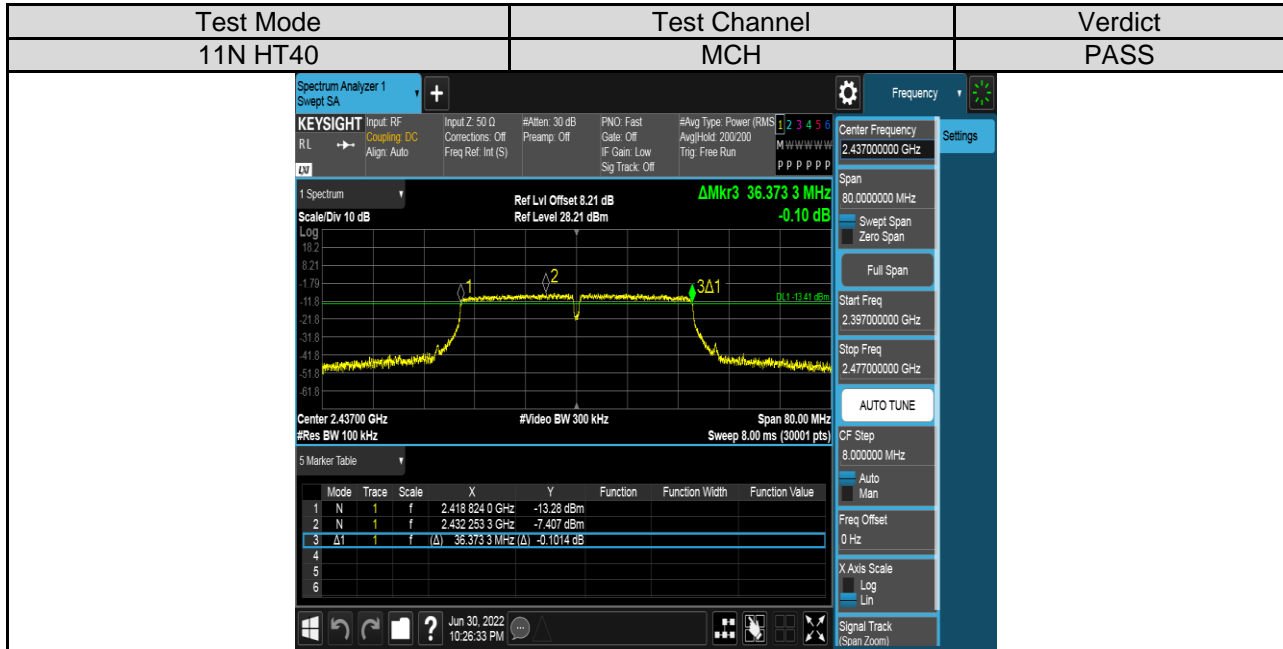 Test Mode Test Channel Verdict
11N HT40 MCH PASS
Spectrum Analyzer 1
Swept SA
+
Frequency
KEYSIGHT Input: RF Input Z: 50 Ω #Atten: 30 dB PNO: Fast #Avg Type: Power (RMS 1 2 3 4 5 6
RL Coupling: DC Corrections: Off Preamp: Off Gate: Off Avg|Hold: 200/200 M W W W W W
Align: Auto Freq Ref: Int (S) IF Gain: Low Trig: Free Run
Sig Track: Off P P P P P P
LXI
Center Frequency
2.437000000 GHz
Settings
Span
80.0000000 MHz
Swept Span
Zero Span
Full Span
Start Freq
2.397000000 GHz
Stop Freq
2.477000000 GHz
AUTO TUNE
CF Step
8.000000 MHz
Auto
Man
Freq Offset
0 Hz
X Axis Scale
Log
Lin
Signal Track
(Span Zoom)
1 Spectrum
Ref Lvl Offset 8.21 dB
ΔMkr3 36.373 3 MHz
Scale/Div 10 dB Ref Level 28.21 dBm -0.10 dB
Log
18.2
8.21
-1.79
-11.8
-21.8
-31.8
-41.8
-51.8
-61.8
1
2
3Δ1
DL1 -13.41 dBm
Center 2.43700 GHz #Video BW 300 kHz Span 80.00 MHz
#Res BW 100 kHz Sweep 8.00 ms (30001 pts)
5 Marker Table
Mode Trace Scale X Y Function Function Width Function Value
1 N 1 f 2.418 824 0 GHz -13.28 dBm
2 N 1 f 2.432 253 3 GHz -7.407 dBm
3 Δ1 1 f (Δ) 36.373 3 MHz (Δ) -0.1014 dB
4
5
6
? Jun 30, 2022
10:26:33 PM